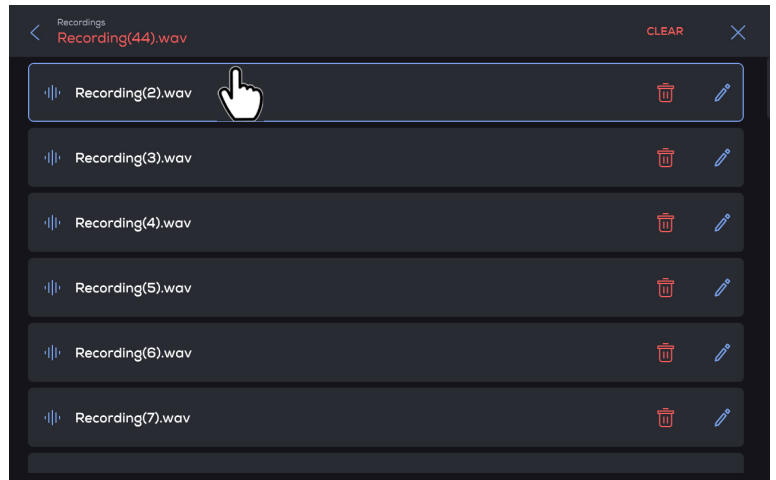 Recordings
Recording(44).wav
CLEAR
Recording(2).wav
Recording(3).wav
Recording(4).wav
Recording(5).wav
Recording(6).wav
Recording(7).wav